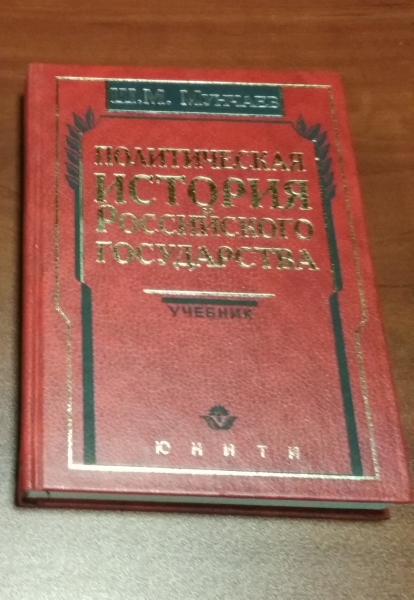 Ш.М. МУНЧАЕВ
ПОЛИТИЧЕСКАЯ
ИСТОРИЯ
РОССИЙСКОГО
ГОСУДАРСТВА
УЧЕБНИК
ЮНИТИ